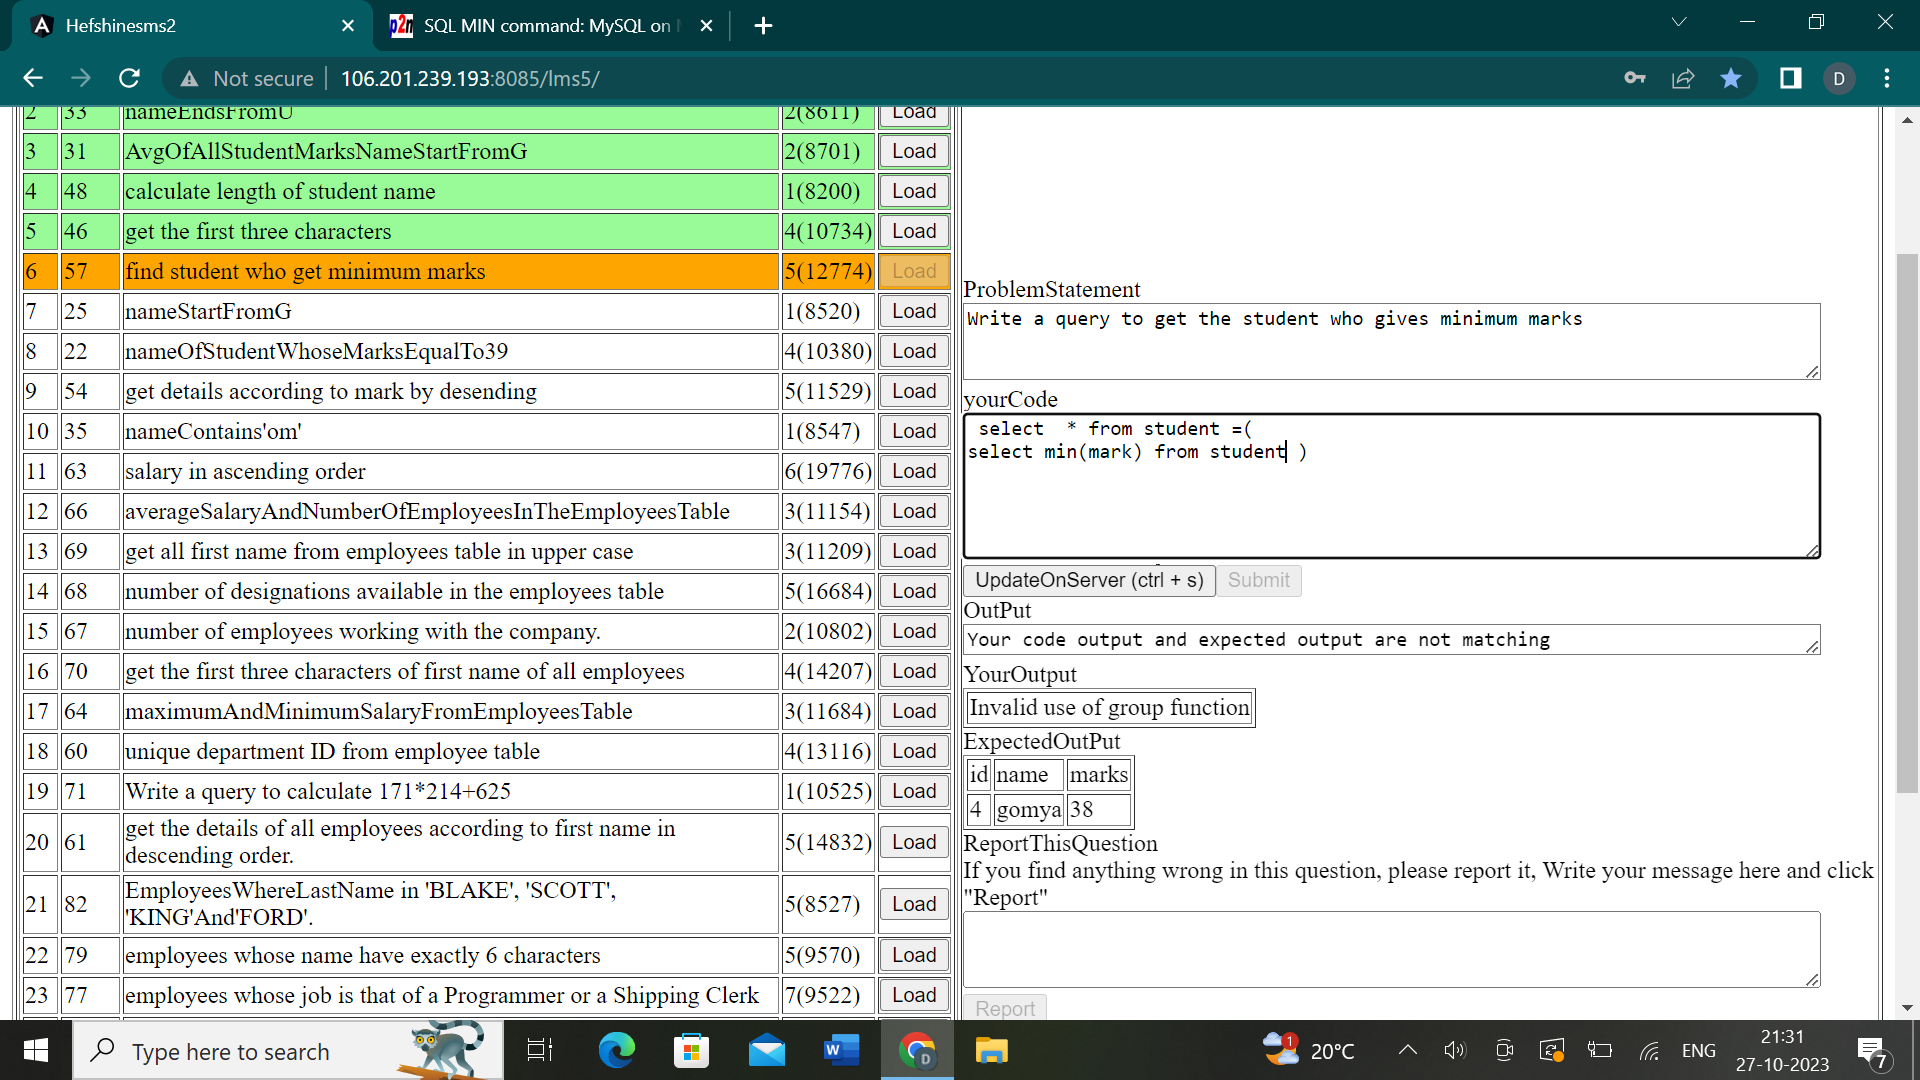 Hefshinesms2
SQL MIN command: MySQL on
Not secure
106.201.239.193:8085/lms5/
D
2 33 nameEndsFromU 2(8611) Load
3 31 AvgOfAllStudentMarksNameStartFromG 2(8701) Load
4 48 calculate length of student name 1(8200) Load
5 46 get the first three characters 4(10734) Load
6 57 find student who get minimum marks 5(12774) Load
7 25 nameStartFromG 1(8520) Load
8 22 nameOfStudentWhoseMarksEqualTo39 4(10380) Load
9 54 get details according to mark by desending 5(11529) Load
10 35 nameContains'om' 1(8547) Load
11 63 salary in ascending order 6(19776) Load
12 66 averageSalaryAndNumberOfEmployeesInTheEmployeesTable 3(11154) Load
13 69 get all first name from employees table in upper case 3(11209) Load
14 68 number of designations available in the employees table 5(16684) Load
15 67 number of employees working with the company. 2(10802) Load
16 70 get the first three characters of first name of all employees 4(14207) Load
17 64 maximumAndMinimumSalaryFromEmployeesTable 3(11684) Load
18 60 unique department ID from employee table 4(13116) Load
19 71 Write a query to calculate 171*214+625 1(10525) Load
20 61 get the details of all employees according to first name in
descending order. 5(14832) Load
21 82 EmployeesWhereLastName in 'BLAKE', 'SCOTT',
'KING'And'FORD'. 5(8527) Load
22 79 employees whose name have exactly 6 characters 5(9570) Load
23 77 employees whose job is that of a Programmer or a Shipping Clerk 7(9522) Load
ProblemStatement
Write a query to get the student who gives minimum marks
yourCode
select * from student =(
select min(mark) from student )
UpdateOnServer (ctrl + s) Submit
OutPut
Your code output and expected output are not matching
YourOutput
Invalid use of group function
ExpectedOutPut
id name marks
4 gomya 38
ReportThisQuestion
If you find anything wrong in this question, please report it, Write your message here and click
"Report"
Report
Type here to search
W
D
1
20°C
ENG
21:31
27-10-2023
7